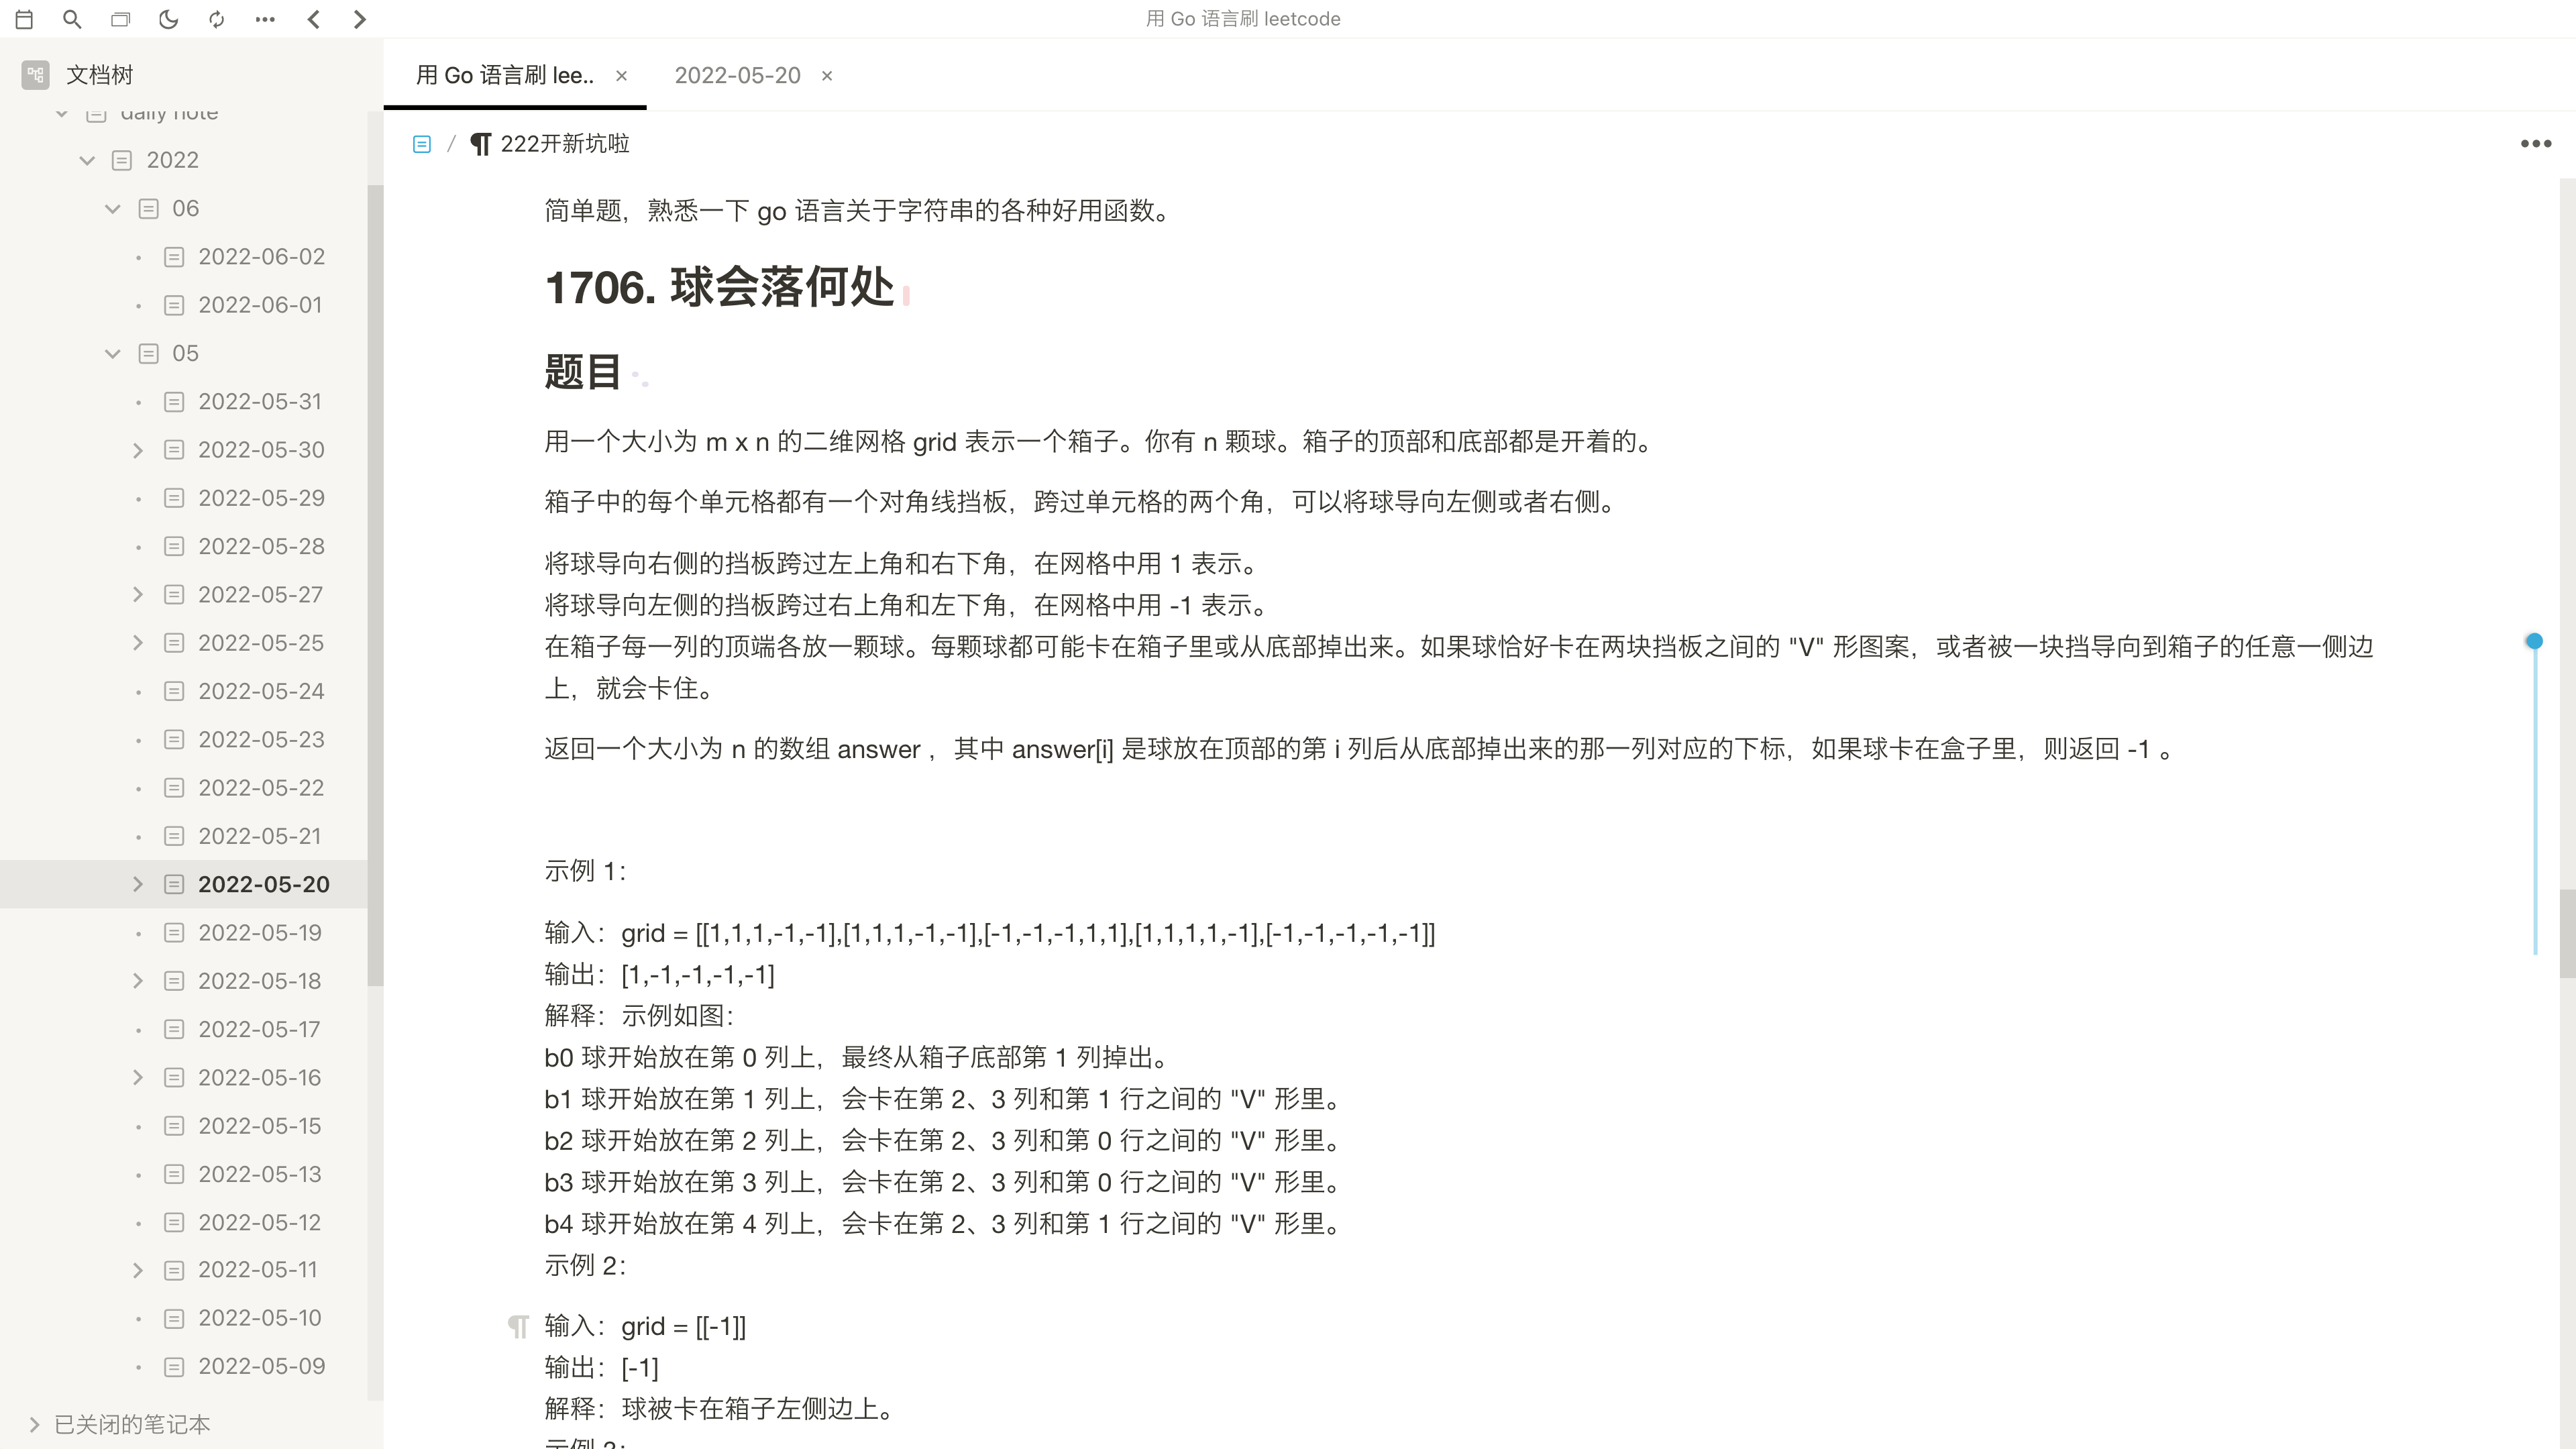 用 Go 语言刷 leetcode
文档树
daily note
2022
06
2022-06-02
2022-06-01
05
2022-05-31
2022-05-30
2022-05-29
2022-05-28
2022-05-27
2022-05-25
2022-05-24
2022-05-23
2022-05-22
2022-05-21
2022-05-20
2022-05-19
2022-05-18
2022-05-17
2022-05-16
2022-05-15
2022-05-13
2022-05-12
2022-05-11
2022-05-10
2022-05-09
已关闭的笔记本
用 Go 语言刷 lee.. × 2022-05-20 ×
/ ¶ 222开新坑啦
简单题，熟悉一下 go 语言关于字符串的各种好用函数。
1706. 球会落何处
题目
用一个大小为 m x n 的二维网格 grid 表示一个箱子。你有 n 颗球。箱子的顶部和底部都是开着的。
箱子中的每个单元格都有一个对角线挡板，跨过单元格的两个角，可以将球导向左侧或者右侧。
将球导向右侧的挡板跨过左上角和右下角，在网格中用 1 表示。
将球导向左侧的挡板跨过右上角和左下角，在网格中用 -1 表示。
在箱子每一列的顶端各放一颗球。每颗球都可能卡在箱子里或从底部掉出来。如果球恰好卡在两块挡板之间的 "V" 形图案，或者被一块挡导向到箱子的任意一侧边
上，就会卡住。
返回一个大小为 n 的数组 answer ，其中 answer[i] 是球放在顶部的第 i 列后从底部掉出来的那一列对应的下标，如果球卡在盒子里，则返回 -1 。
示例 1：
输入：grid = [[1,1,1,-1,-1],[1,1,1,-1,-1],[-1,-1,-1,1,1],[1,1,1,1,-1],[-1,-1,-1,-1,-1]]
输出：[1,-1,-1,-1,-1]
解释：示例如图：
b0 球开始放在第 0 列上，最终从箱子底部第 1 列掉出。
b1 球开始放在第 1 列上，会卡在第 2、3 列和第 1 行之间的 "V" 形里。
b2 球开始放在第 2 列上，会卡在第 2、3 列和第 0 行之间的 "V" 形里。
b3 球开始放在第 3 列上，会卡在第 2、3 列和第 0 行之间的 "V" 形里。
b4 球开始放在第 4 列上，会卡在第 2、3 列和第 1 行之间的 "V" 形里。
示例 2：
¶ 输入：grid = [[-1]]
输出：[-1]
解释：球被卡在箱子左侧边上。
示例 3：